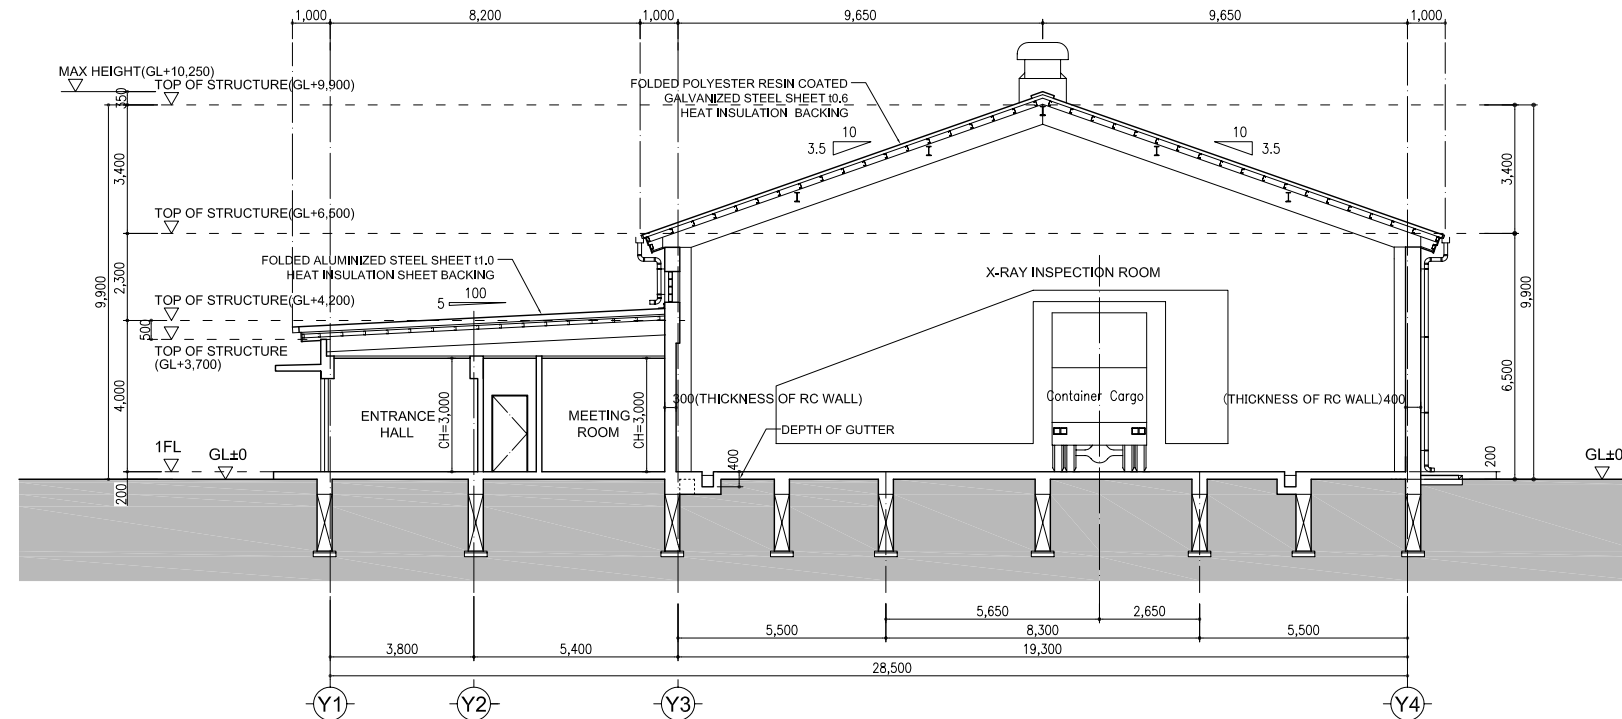 1,000 8,200 1,000 9,650 9,650 1,000
MAX HEIGHT(GL+10,250)
TOP OF STRUCTURE(GL+9,900)
350
FOLDED POLYESTER RESIN COATED
GALVANIZED STEEL SHEET t0.6
HEAT INSULATION BACKING
10
3.5
10
3.5
3,400
3,400
TOP OF STRUCTURE(GL+6,500)
FOLDED ALUMINIZED STEEL SHEET t1.0
HEAT INSULATION SHEET BACKING
X-RAY INSPECTION ROOM
100
5
9,900
2,300
9,900
TOP OF STRUCTURE(GL+4,200)
500
TOP OF STRUCTURE
(GL+3,700)
4,000
6,500
CH=3,000
CH=3,000
300(THICKNESS OF RC WALL)
Container Cargo
(THICKNESS OF RC WALL)400
ENTRANCE
HALL
MEETING
ROOM
DEPTH OF GUTTER
1FL
GL±0
400
200
GL±0
200
5,650 2,650
5,500 8,300 5,500
3,800 5,400 19,300
28,500
Y1 Y2 Y3 Y4